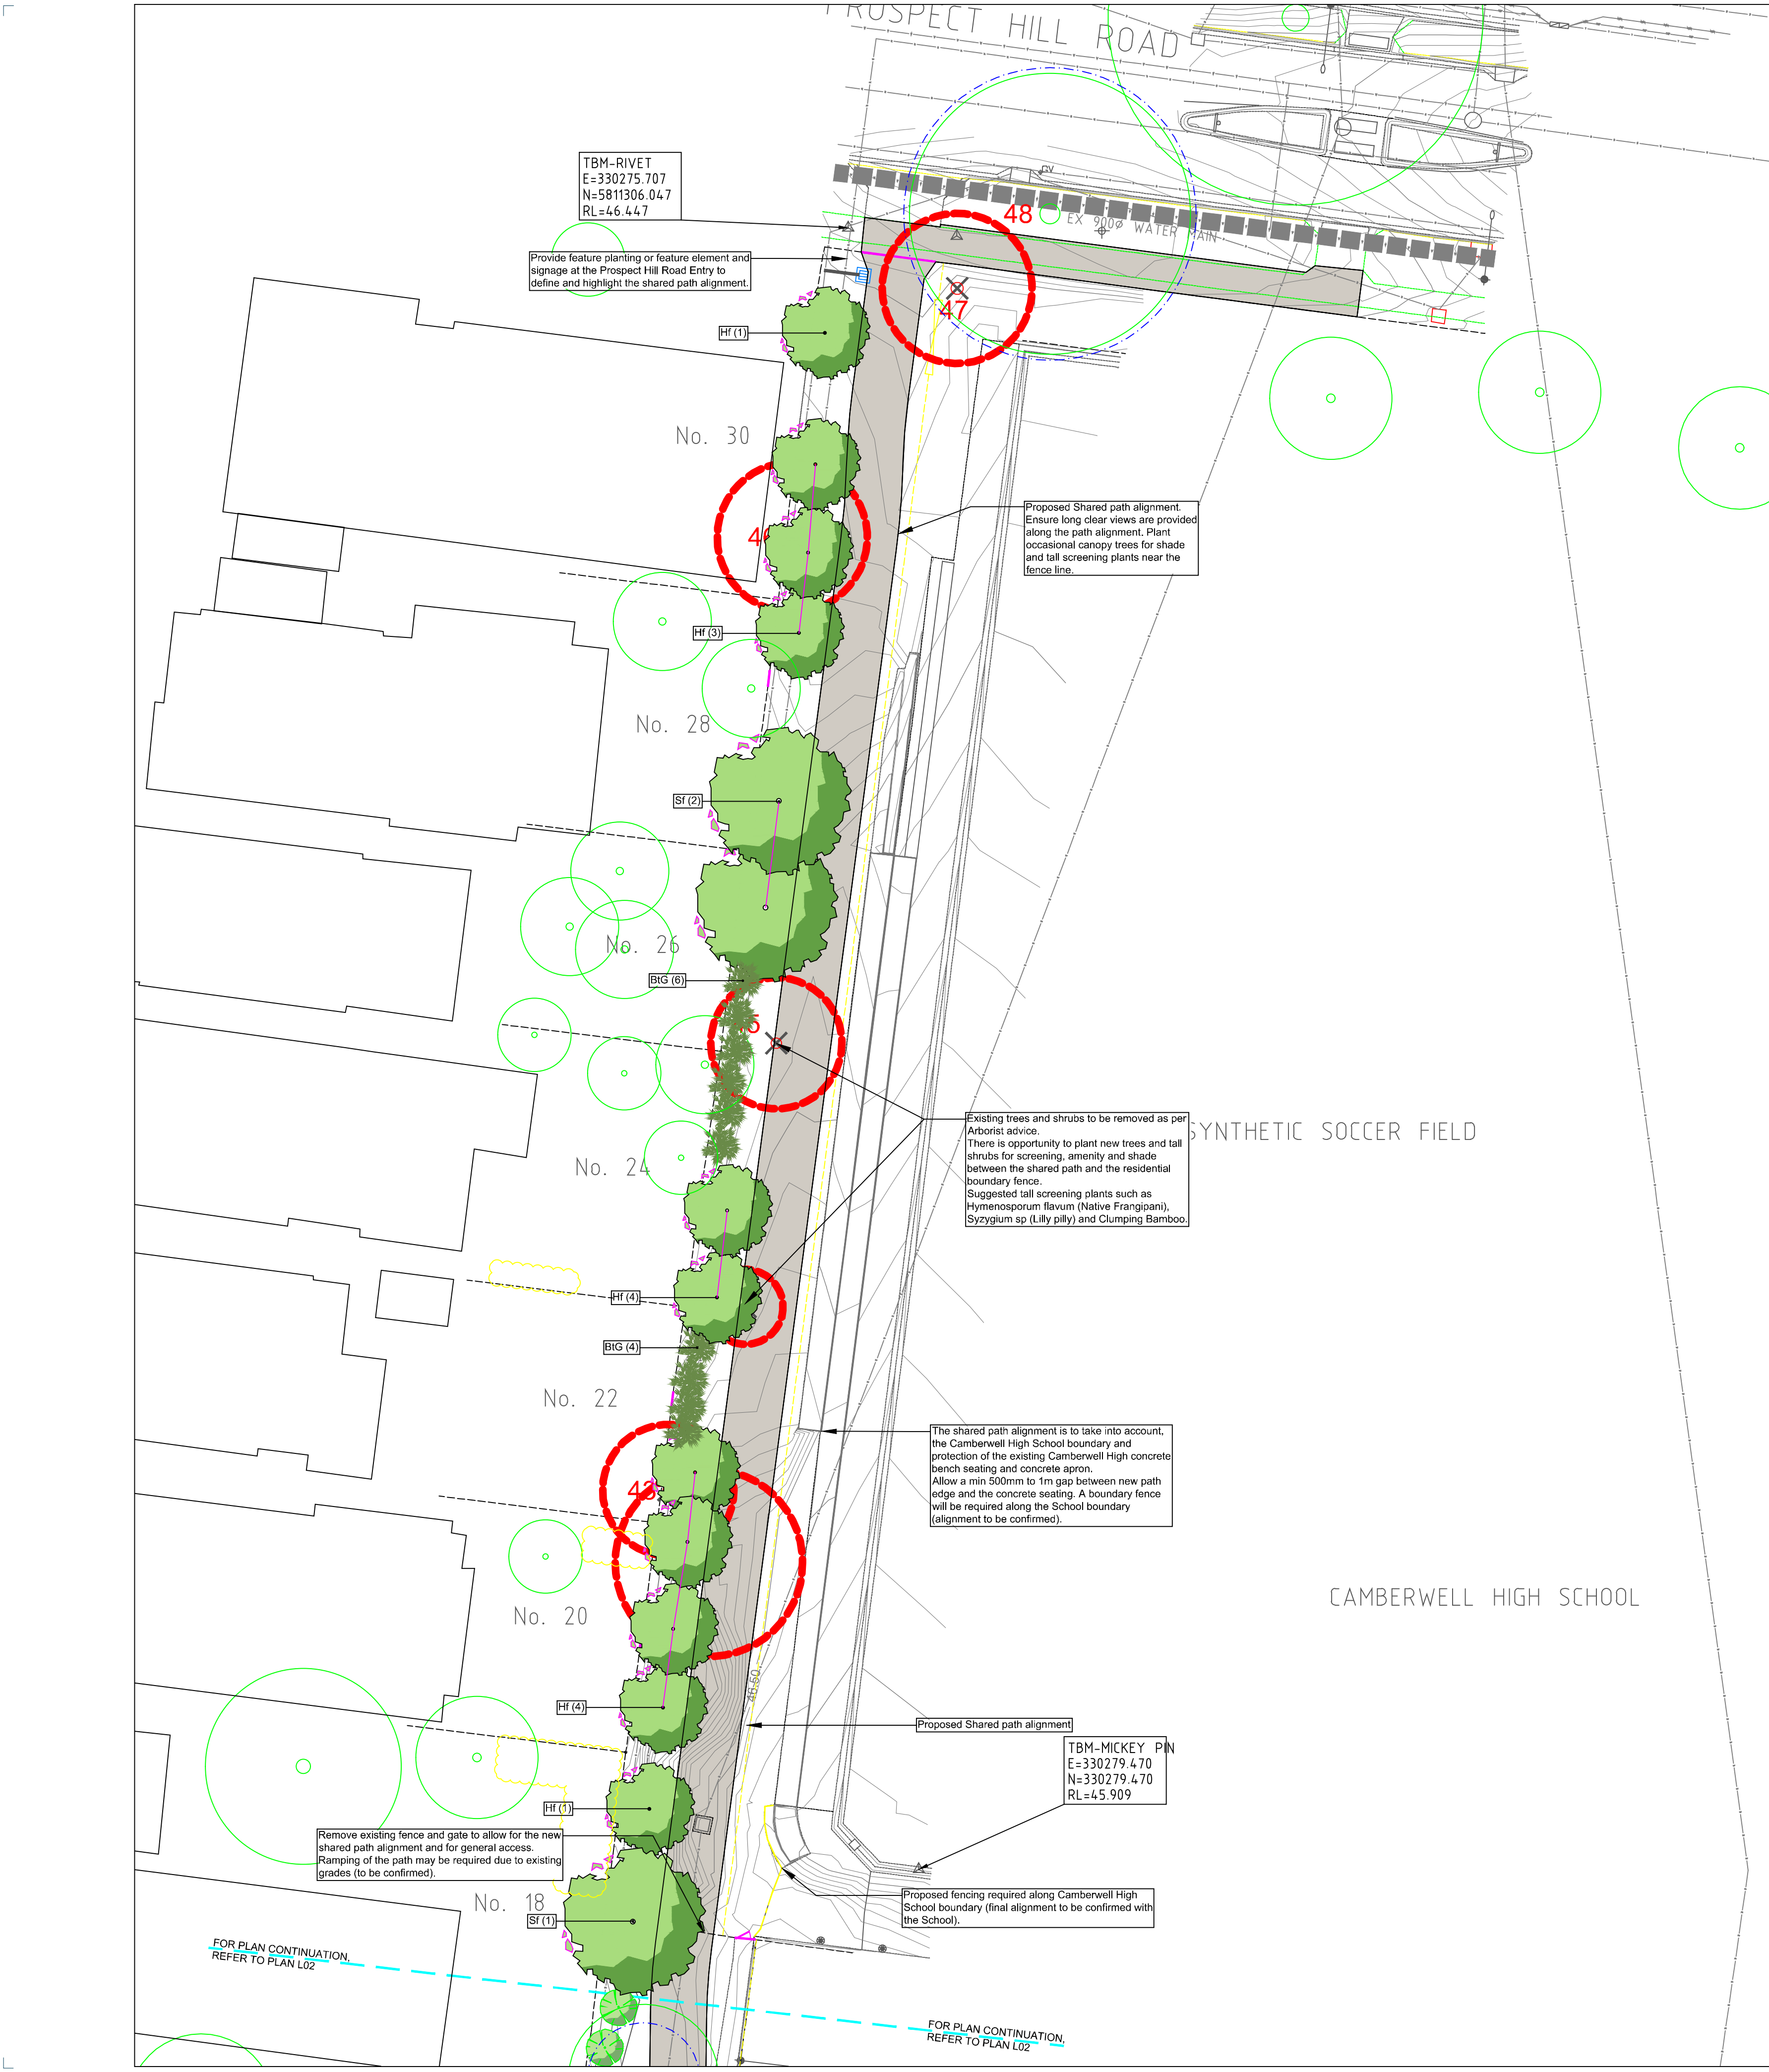 PROSPECT HILL ROAD
TBM-RIVET
E=330275.707
N=5811306.047
RL=46.447
48
EX 900ø WATER MAIN
Provide feature planting or feature element and
signage at the Prospect Hill Road Entry to
define and highlight the shared path alignment.
47
Hf (1)
No. 30
Proposed Shared path alignment.
Ensure long clear views are provided
along the path alignment. Plant
occasional canopy trees for shade
and tall screening plants near the
fence line.
Hf (3)
No. 28
Sf (2)
No. 26
BtG (6)
Existing trees and shrubs to be removed as per
Arborist advice.
There is opportunity to plant new trees and tall
shrubs for screening, amenity and shade
between the shared path and the residential
boundary fence.
Suggested tall screening plants such as
Hymenosporum flavum (Native Frangipani),
Syzygium sp (Lilly pilly) and Clumping Bamboo.
SYNTHETIC SOCCER FIELD
No. 24
Hf (4)
BtG (4)
No. 22
The shared path alignment is to take into account,
the Camberwell High School boundary and
protection of the existing Camberwell High concrete
bench seating and concrete apron.
Allow a min 500mm to 1m gap between new path
edge and the concrete seating. A boundary fence
will be required along the School boundary
(alignment to be confirmed).
43
CAMBERWELL HIGH SCHOOL
No. 20
46.50
Hf (4)
Proposed Shared path alignment
TBM-MICKEY PIN
E=330279.470
N=330279.470
RL=45.909
Hf (1)
Remove existing fence and gate to allow for the new
shared path alignment and for general access.
Ramping of the path may be required due to existing
grades (to be confirmed).
Proposed fencing required along Camberwell High
School boundary (final alignment to be confirmed with
the School).
No. 18
Sf (1)
FOR PLAN CONTINUATION,
REFER TO PLAN L02
FOR PLAN CONTINUATION,
REFER TO PLAN L02